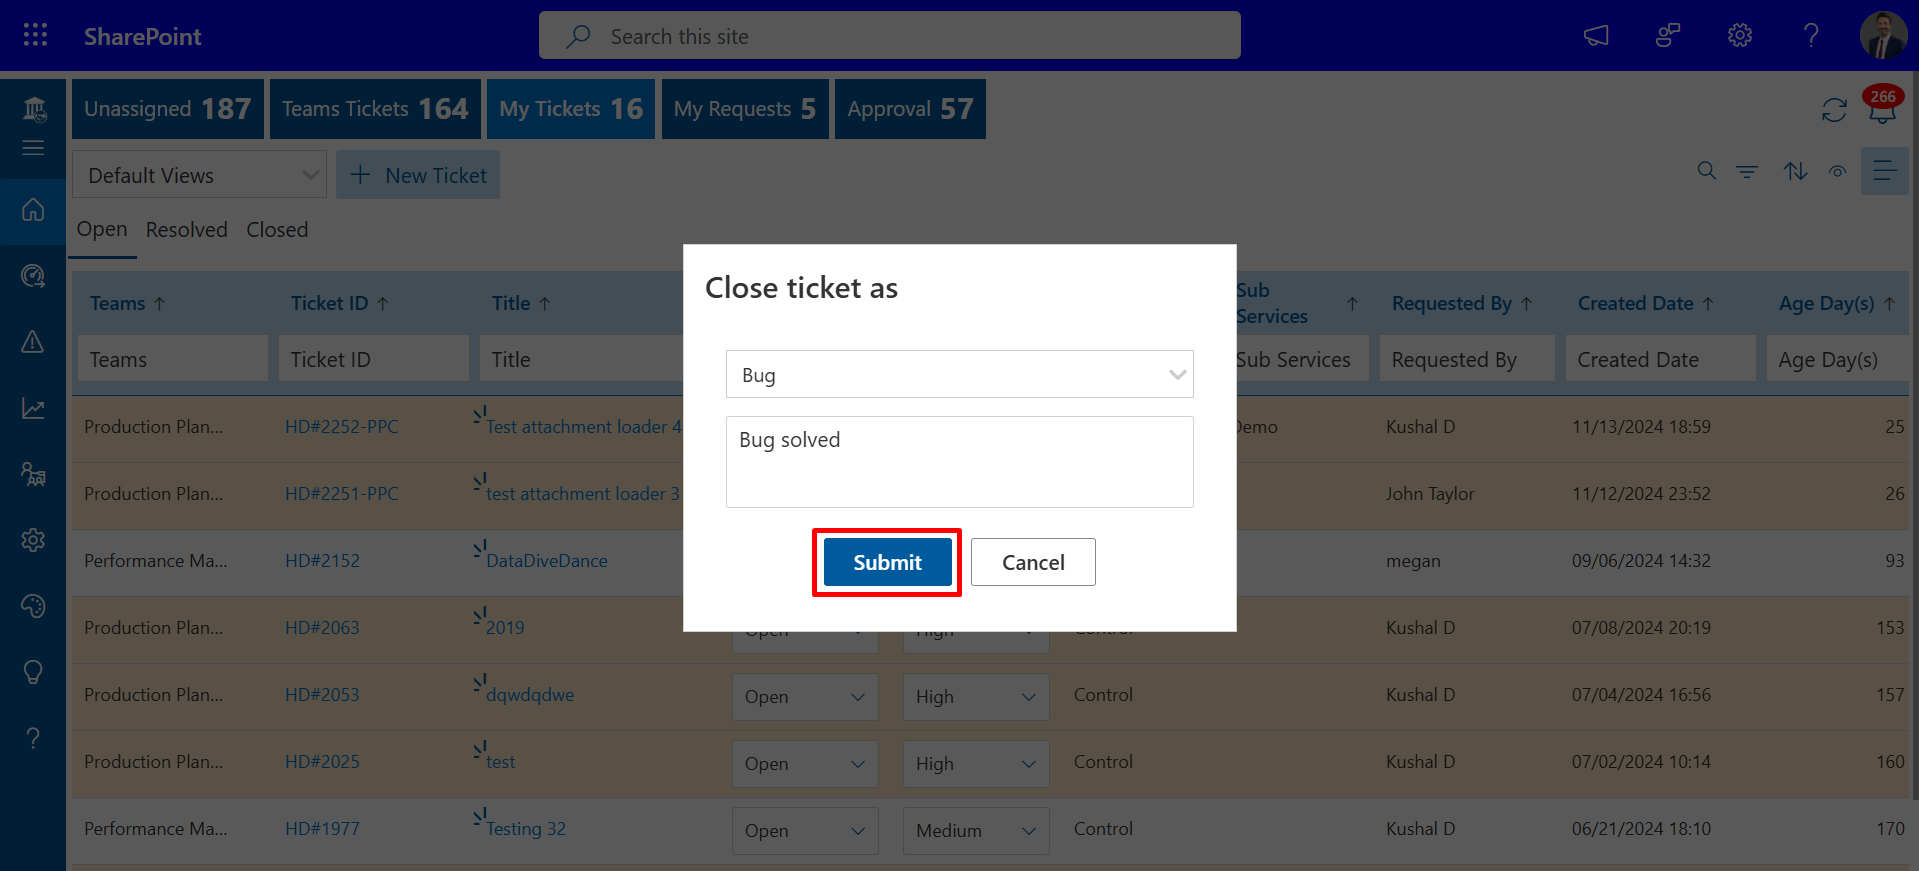 SharePoint
Search this site
266
Unassigned 187
Teams Tickets 164
My Tickets 16
My Requests 5
Approval 57
Default Views
New Ticket
Open Resolved Closed
Close ticket as
Bug
Bug solved
Submit Cancel
Teams Ticket ID Title Sub Services Requested By Created Date Age Day(s)
Teams Ticket ID Title Sub Services Requested By Created Date Age Day(s)
Production Plan... HD#2252-PPC Test attachment loader 4 Demo Kushal D 11/13/2024 18:59 25
Production Plan... HD#2251-PPC test attachment loader 3 John Taylor 11/12/2024 23:52 26
Performance Ma... HD#2152 DataDiveDance megan 09/06/2024 14:32 93
Production Plan... HD#2063 2019 Open High Control Kushal D 07/08/2024 20:19 153
Production Plan... HD#2053 dqwdqdwe Open High Control Kushal D 07/04/2024 16:56 157
Production Plan... HD#2025 test Open High Control Kushal D 07/02/2024 10:14 160
Performance Ma... HD#1977 Testing 32 Open Medium Control Kushal D 06/21/2024 18:10 170